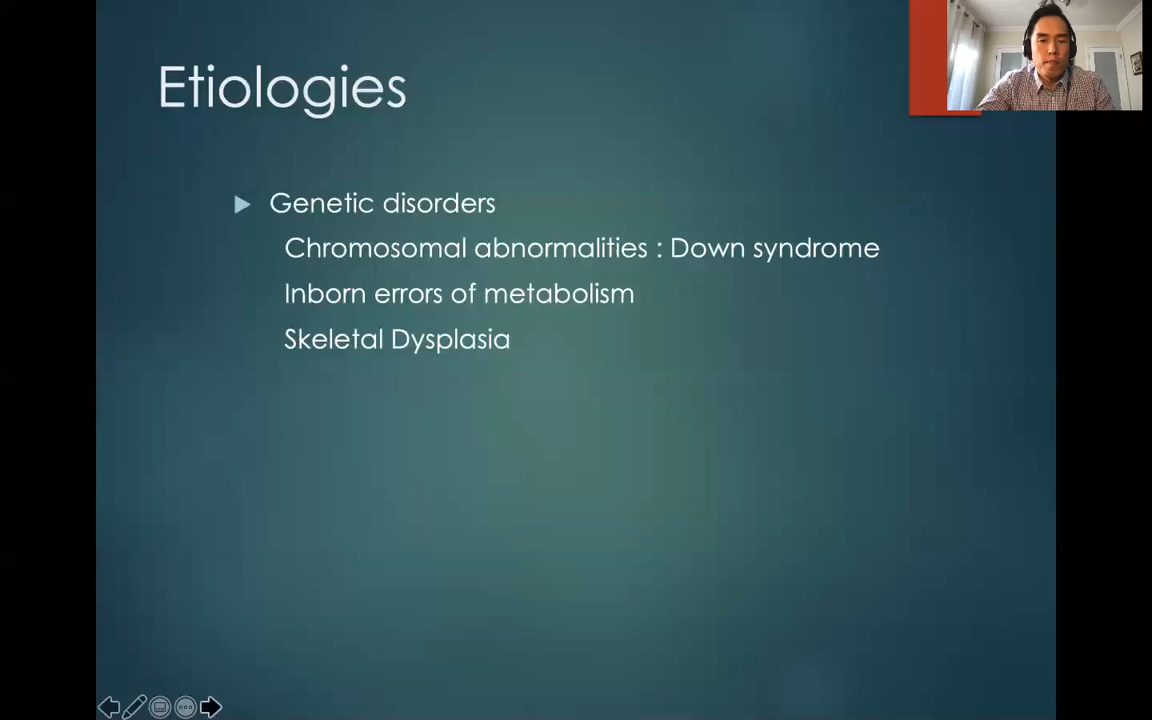 Etiologies
Genetic disorders
Chromosomal abnormalities : Down syndrome
Inborn errors of metabolism
Skeletal Dysplasia